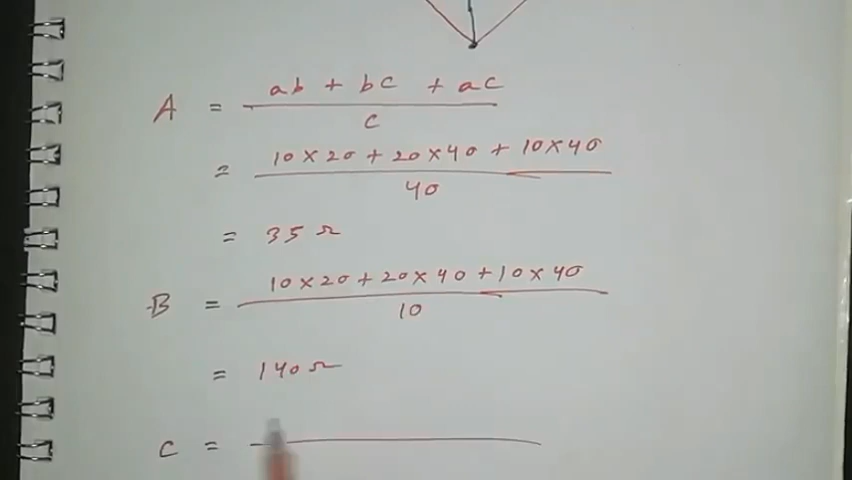 A = ab + bc + ac
c
= 10 × 20 + 20 × 40 + 10 × 40
40
= 35 Ω
B = 10 × 20 + 20 × 40 + 10 × 40
10
= 140 Ω
C =